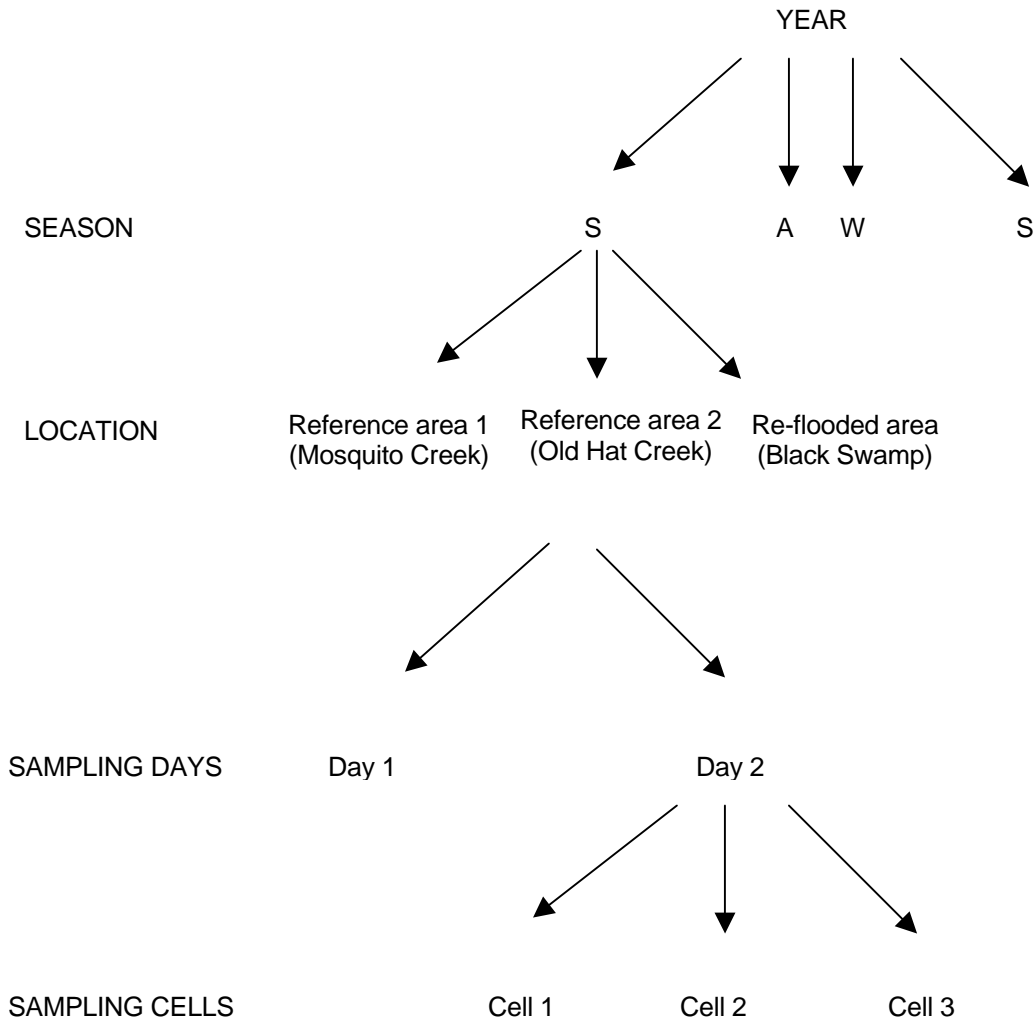 YEAR
SEASON S A W S
LOCATION
Reference area 1
(Mosquito Creek)
Reference area 2
(Old Hat Creek)
Re-flooded area
(Black Swamp)
SAMPLING DAYS Day 1 Day 2
SAMPLING CELLS Cell 1 Cell 2 Cell 3